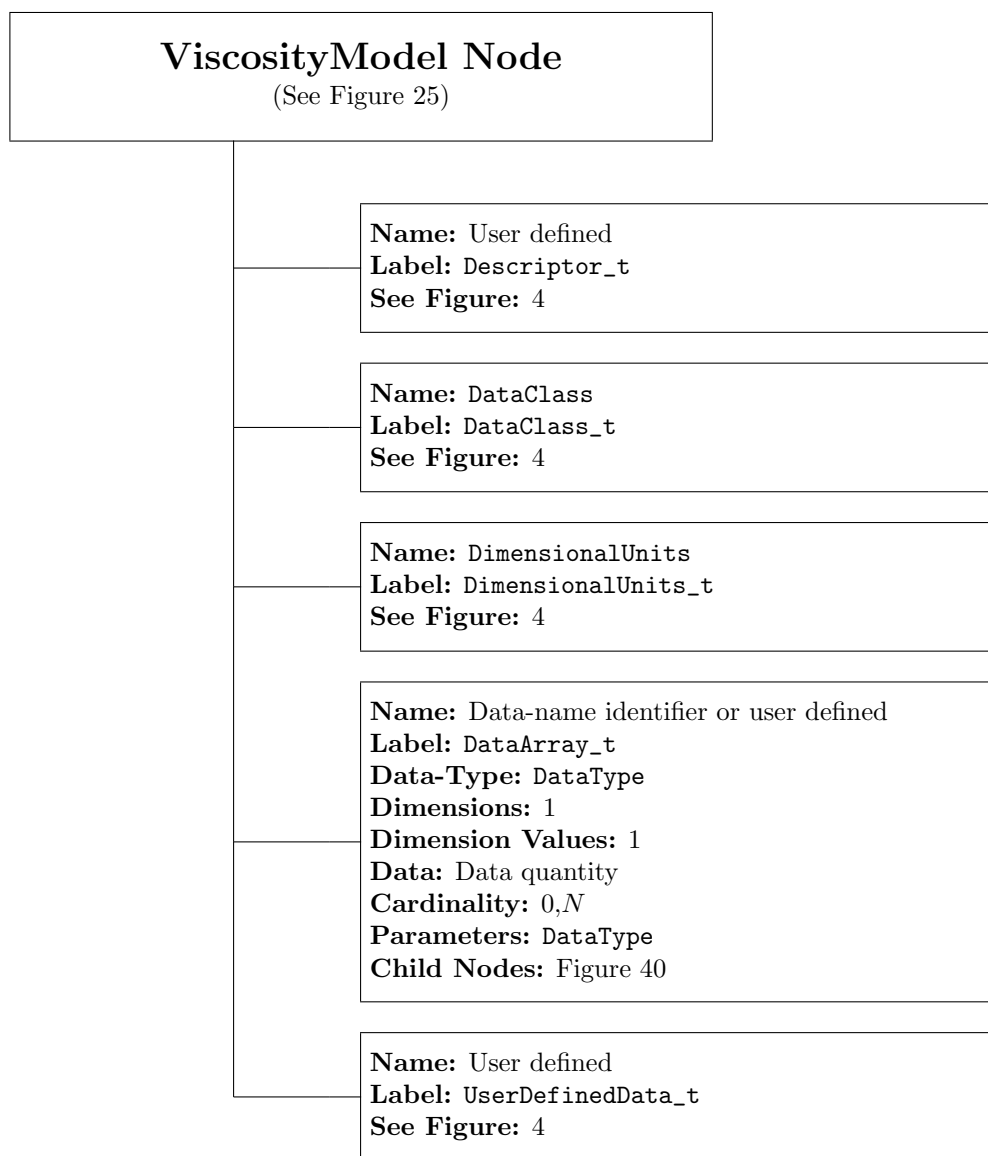 ViscosityModel Node
(See Figure 25)
Name: User defined
Label: Descriptor_t
See Figure: 4
Name: DataClass
Label: DataClass_t
See Figure: 4
Name: DimensionalUnits
Label: DimensionalUnits_t
See Figure: 4
Name: Data-name identifier or user defined
Label: DataArray_t
Data-Type: DataType
Dimensions: 1
Dimension Values: 1
Data: Data quantity
Cardinality: 0,N
Parameters: DataType
Child Nodes: Figure 40
Name: User defined
Label: UserDefinedData_t
See Figure: 4